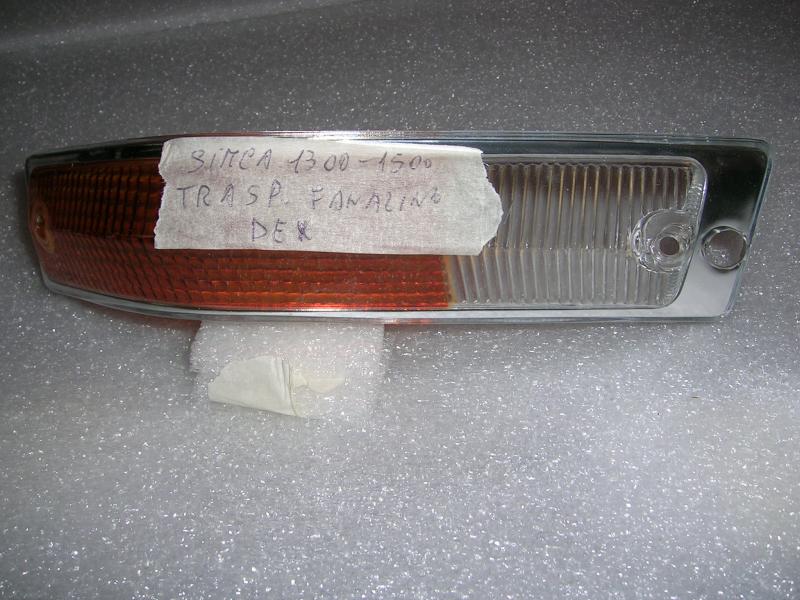 SIMCA 1300-1500
TRASP. FANALINO
DEX